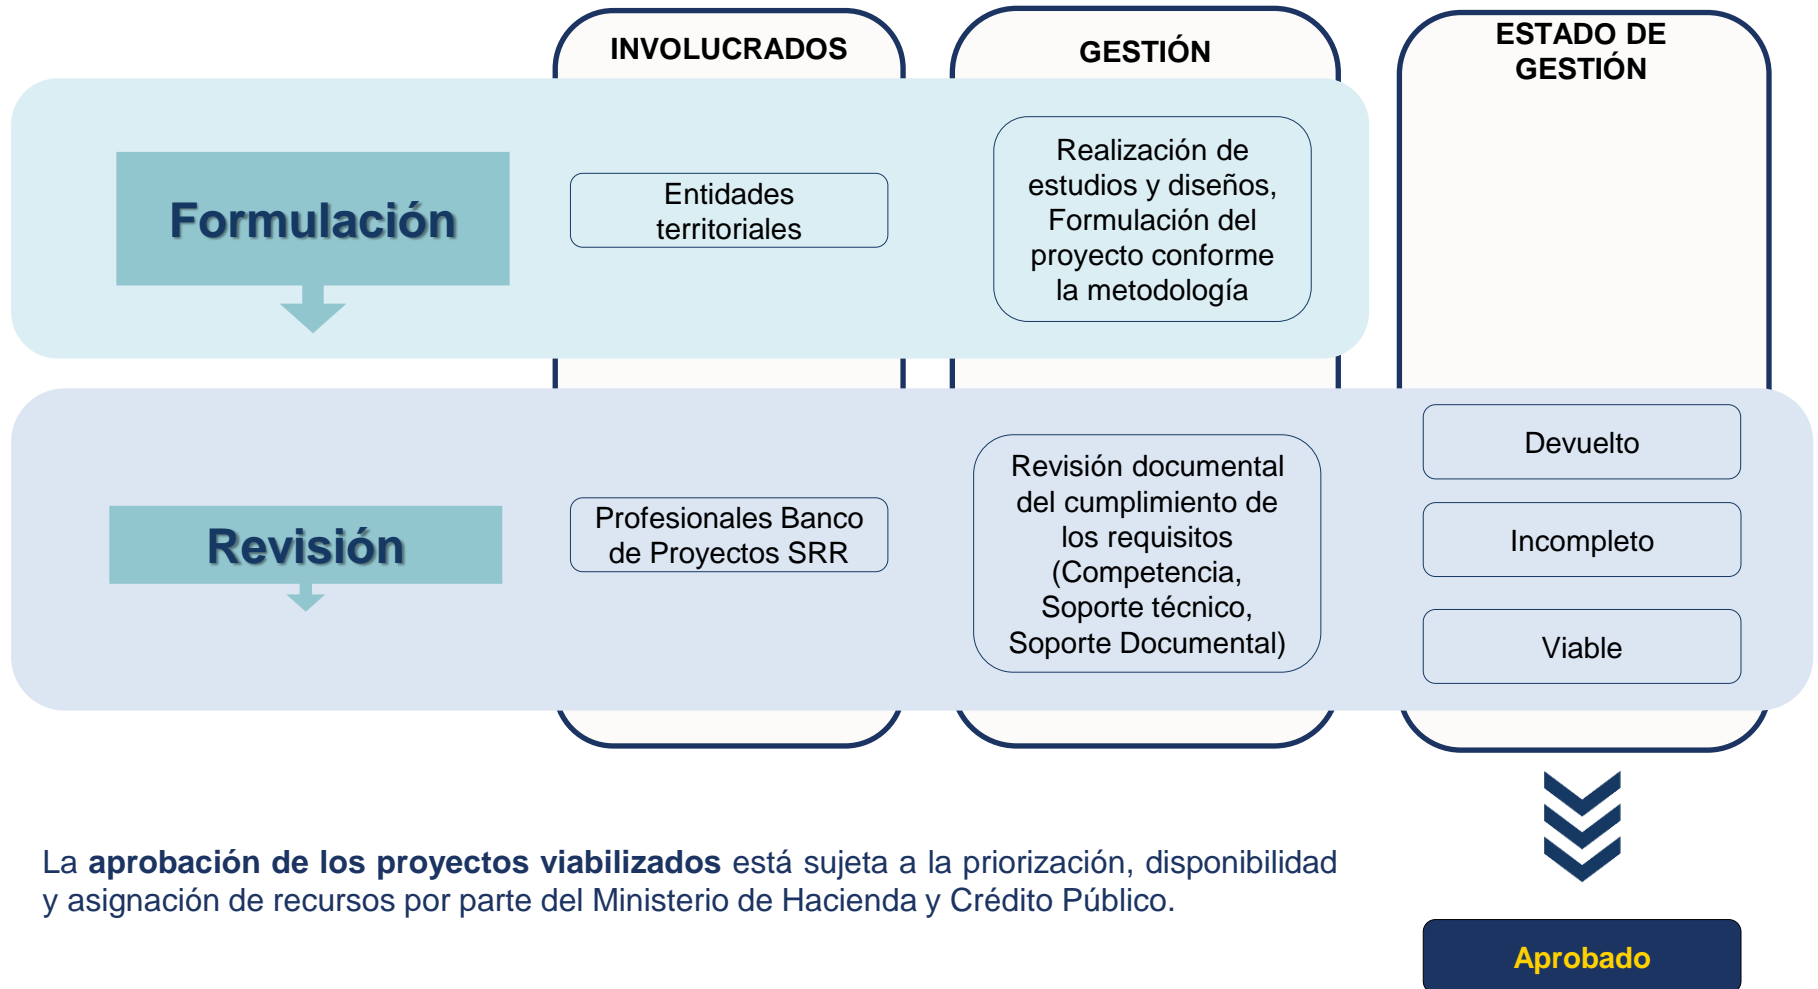 INVOLUCRADOS
GESTIÓN
ESTADO DE
GESTIÓN
Formulación
Entidades
territoriales
Realización de
estudios y diseños,
Formulación del
proyecto conforme
la metodología
Revisión
Profesionales Banco
de Proyectos SRR
Revisión documental
del cumplimiento de
los requisitos
(Competencia,
Soporte técnico,
Soporte Documental)
Devuelto
Incompleto
Viable
La aprobación de los proyectos viabilizados está sujeta a la priorización, disponibilidad
y asignación de recursos por parte del Ministerio de Hacienda y Crédito Público.
Aprobado